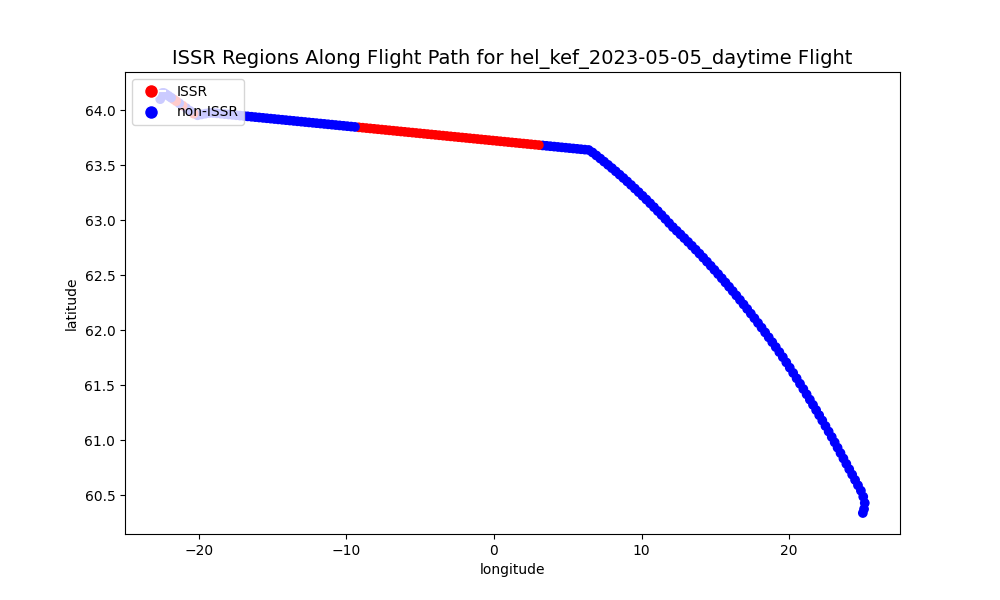 ISSR Regions Along Flight Path for hel_kef_2023-05-05_daytime Flight
ISSR
non-ISSR
64.0
63.5
63.0
62.5
62.0
61.5
61.0
60.5
latitude
−20
−10
0
10
20
longitude